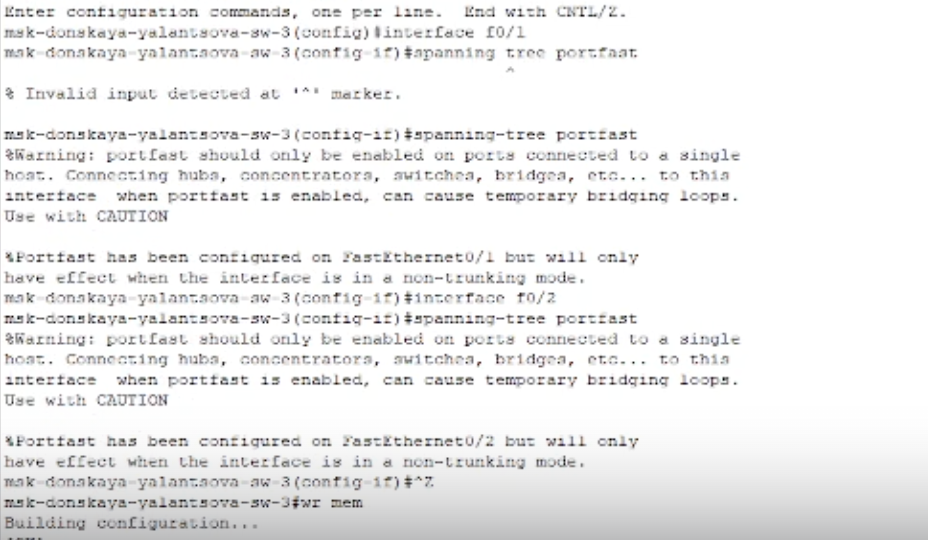 Enter configuration commands, one per line.  End with CNTL/Z.
msk-donskaya-yalantsova-sw-3(config)#interface f0/1
msk-donskaya-yalantsova-sw-3(config-if)#spanning tree portfast
^
% Invalid input detected at '^' marker.
msk-donskaya-yalantsova-sw-3(config-if)#spanning-tree portfast
%Warning: portfast should only be enabled on ports connected to a single
host. Connecting hubs, concentrators, switches, bridges, etc... to this
interface  when portfast is enabled, can cause temporary bridging loops.
Use with CAUTION
%Portfast has been configured on FastEthernet0/1 but will only
have effect when the interface is in a non-trunking mode.
msk-donskaya-yalantsova-sw-3(config-if)#interface f0/2
msk-donskaya-yalantsova-sw-3(config-if)#spanning-tree portfast
%Warning: portfast should only be enabled on ports connected to a single
host. Connecting hubs, concentrators, switches, bridges, etc... to this
interface  when portfast is enabled, can cause temporary bridging loops.
Use with CAUTION
%Portfast has been configured on FastEthernet0/2 but will only
have effect when the interface is in a non-trunking mode.
msk-donskaya-yalantsova-sw-3(config-if)#^Z
msk-donskaya-yalantsova-sw-3#wr mem
Building configuration...